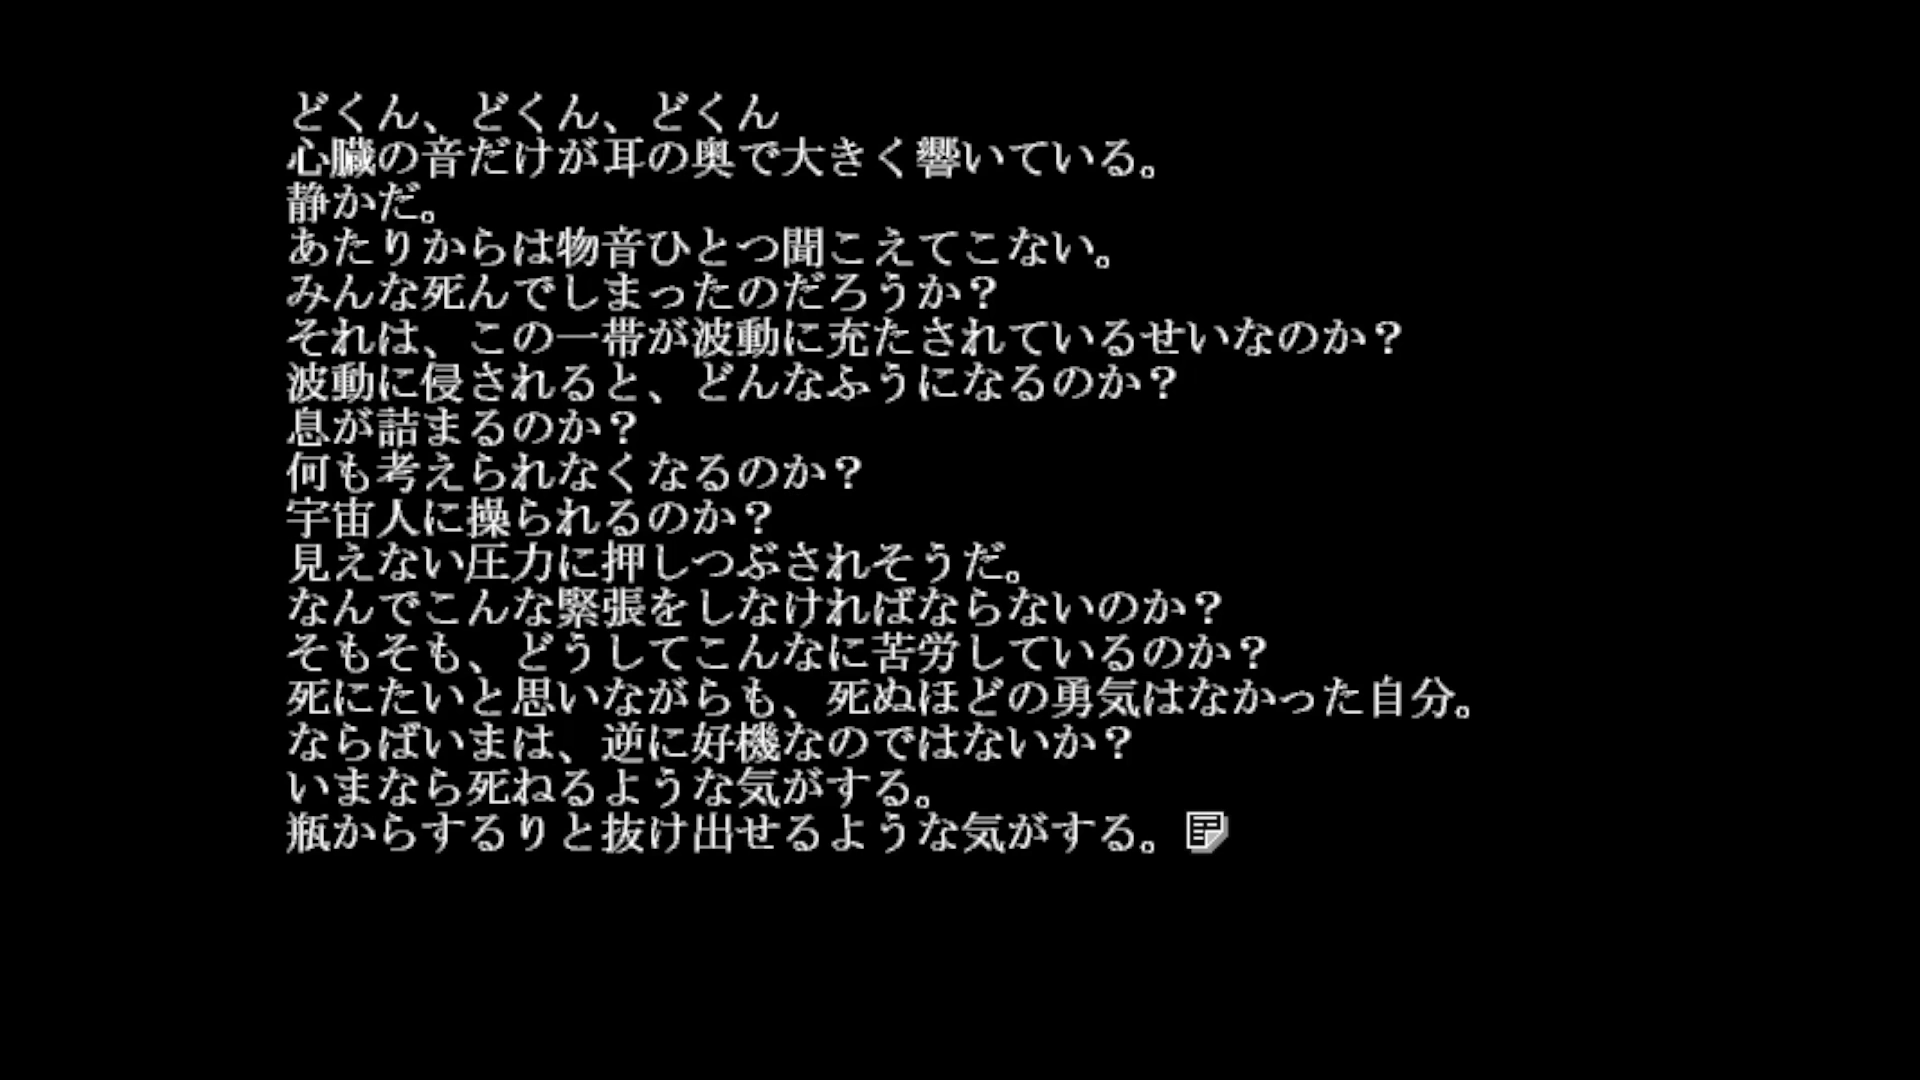 どくん、どくん、どくん
心臓の音だけが耳の奥で大きく響いている。
静かだ。
あたりからは物音ひとつ聞こえてこない。
みんな死んでしまったのだろうか？
それは、この一帯が波動に充たされているせいなのか？
波動に侵されると、どんなふうになるのか？
息が詰まるのか？
何も考えられなくなるのか？
宇宙人に操られるのか？
見えない圧力に押しつぶされそうだ。
なんでこんな緊張をしなければならないのか？
そもそも、どうしてこんなに苦労しているのか？
死にたいと思いながらも、死ぬほどの勇気はなかった自分。
ならばいまは、逆に好機なのではないか？
いまなら死ねるような気がする。
瓶からするりと抜け出せるような気がする。